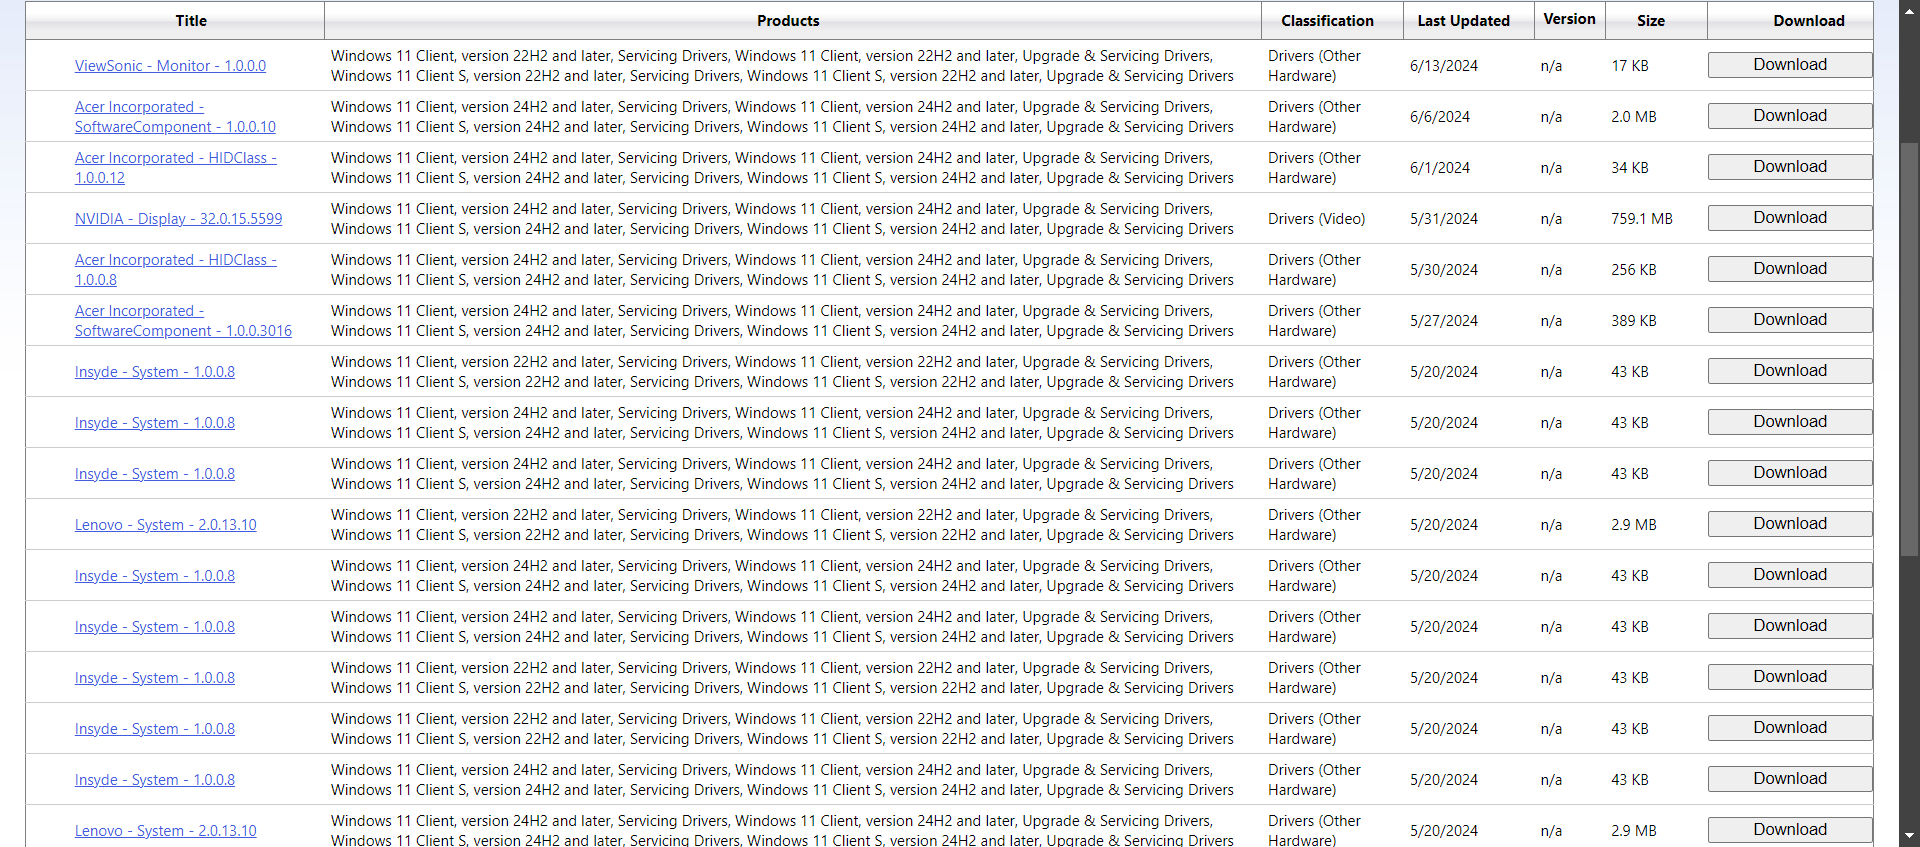 Title Products Classification Last Updated Version Size Download
ViewSonic - Monitor - 1.0.0.0
Windows 11 Client, version 22H2 and later, Servicing Drivers, Windows 11 Client, version 22H2 and later, Upgrade & Servicing Drivers,
Windows 11 Client S, version 22H2 and later, Servicing Drivers, Windows 11 Client S, version 22H2 and later, Upgrade & Servicing Drivers
Drivers (Other
Hardware)
6/13/2024 n/a 17 KB Download
Acer Incorporated -
SoftwareComponent - 1.0.0.10
Windows 11 Client, version 24H2 and later, Servicing Drivers, Windows 11 Client, version 24H2 and later, Upgrade & Servicing Drivers,
Windows 11 Client S, version 24H2 and later, Servicing Drivers, Windows 11 Client S, version 24H2 and later, Upgrade & Servicing Drivers
Drivers (Other
Hardware)
6/6/2024 n/a 2.0 MB Download
Acer Incorporated - HIDClass -
1.0.0.12
Windows 11 Client, version 24H2 and later, Servicing Drivers, Windows 11 Client, version 24H2 and later, Upgrade & Servicing Drivers,
Windows 11 Client S, version 24H2 and later, Servicing Drivers, Windows 11 Client S, version 24H2 and later, Upgrade & Servicing Drivers
Drivers (Other
Hardware)
6/1/2024 n/a 34 KB Download
NVIDIA - Display - 32.0.15.5599
Windows 11 Client, version 24H2 and later, Servicing Drivers, Windows 11 Client, version 24H2 and later, Upgrade & Servicing Drivers,
Windows 11 Client S, version 24H2 and later, Servicing Drivers, Windows 11 Client S, version 24H2 and later, Upgrade & Servicing Drivers
Drivers (Video)
5/31/2024 n/a 759.1 MB Download
Acer Incorporated - HIDClass -
1.0.0.8
Windows 11 Client, version 24H2 and later, Servicing Drivers, Windows 11 Client, version 24H2 and later, Upgrade & Servicing Drivers,
Windows 11 Client S, version 24H2 and later, Servicing Drivers, Windows 11 Client S, version 24H2 and later, Upgrade & Servicing Drivers
Drivers (Other
Hardware)
5/30/2024 n/a 256 KB Download
Acer Incorporated -
SoftwareComponent - 1.0.0.3016
Windows 11 Client, version 24H2 and later, Servicing Drivers, Windows 11 Client, version 24H2 and later, Upgrade & Servicing Drivers,
Windows 11 Client S, version 24H2 and later, Servicing Drivers, Windows 11 Client S, version 24H2 and later, Upgrade & Servicing Drivers
Drivers (Other
Hardware)
5/27/2024 n/a 389 KB Download
Insyde - System - 1.0.0.8
Windows 11 Client, version 22H2 and later, Servicing Drivers, Windows 11 Client, version 22H2 and later, Upgrade & Servicing Drivers,
Windows 11 Client S, version 22H2 and later, Servicing Drivers, Windows 11 Client S, version 22H2 and later, Upgrade & Servicing Drivers
Drivers (Other
Hardware)
5/20/2024 n/a 43 KB Download
Insyde - System - 1.0.0.8
Windows 11 Client, version 24H2 and later, Servicing Drivers, Windows 11 Client, version 24H2 and later, Upgrade & Servicing Drivers,
Windows 11 Client S, version 24H2 and later, Servicing Drivers, Windows 11 Client S, version 24H2 and later, Upgrade & Servicing Drivers
Drivers (Other
Hardware)
5/20/2024 n/a 43 KB Download
Insyde - System - 1.0.0.8
Windows 11 Client, version 24H2 and later, Servicing Drivers, Windows 11 Client, version 24H2 and later, Upgrade & Servicing Drivers,
Windows 11 Client S, version 24H2 and later, Servicing Drivers, Windows 11 Client S, version 24H2 and later, Upgrade & Servicing Drivers
Drivers (Other
Hardware)
5/20/2024 n/a 43 KB Download
Lenovo - System - 2.0.13.10
Windows 11 Client, version 22H2 and later, Servicing Drivers, Windows 11 Client, version 22H2 and later, Upgrade & Servicing Drivers,
Windows 11 Client S, version 22H2 and later, Servicing Drivers, Windows 11 Client S, version 22H2 and later, Upgrade & Servicing Drivers
Drivers (Other
Hardware)
5/20/2024 n/a 2.9 MB Download
Insyde - System - 1.0.0.8
Windows 11 Client, version 24H2 and later, Servicing Drivers, Windows 11 Client, version 24H2 and later, Upgrade & Servicing Drivers,
Windows 11 Client S, version 24H2 and later, Servicing Drivers, Windows 11 Client S, version 24H2 and later, Upgrade & Servicing Drivers
Drivers (Other
Hardware)
5/20/2024 n/a 43 KB Download
Insyde - System - 1.0.0.8
Windows 11 Client, version 24H2 and later, Servicing Drivers, Windows 11 Client, version 24H2 and later, Upgrade & Servicing Drivers,
Windows 11 Client S, version 24H2 and later, Servicing Drivers, Windows 11 Client S, version 24H2 and later, Upgrade & Servicing Drivers
Drivers (Other
Hardware)
5/20/2024 n/a 43 KB Download
Insyde - System - 1.0.0.8
Windows 11 Client, version 22H2 and later, Servicing Drivers, Windows 11 Client, version 22H2 and later, Upgrade & Servicing Drivers,
Windows 11 Client S, version 22H2 and later, Servicing Drivers, Windows 11 Client S, version 22H2 and later, Upgrade & Servicing Drivers
Drivers (Other
Hardware)
5/20/2024 n/a 43 KB Download
Insyde - System - 1.0.0.8
Windows 11 Client, version 22H2 and later, Servicing Drivers, Windows 11 Client, version 22H2 and later, Upgrade & Servicing Drivers,
Windows 11 Client S, version 22H2 and later, Servicing Drivers, Windows 11 Client S, version 22H2 and later, Upgrade & Servicing Drivers
Drivers (Other
Hardware)
5/20/2024 n/a 43 KB Download
Insyde - System - 1.0.0.8
Windows 11 Client, version 24H2 and later, Servicing Drivers, Windows 11 Client, version 24H2 and later, Upgrade & Servicing Drivers,
Windows 11 Client S, version 24H2 and later, Servicing Drivers, Windows 11 Client S, version 24H2 and later, Upgrade & Servicing Drivers
Drivers (Other
Hardware)
5/20/2024 n/a 43 KB Download
Lenovo - System - 2.0.13.10
Windows 11 Client, version 24H2 and later, Servicing Drivers, Windows 11 Client, version 24H2 and later, Upgrade & Servicing Drivers,
Windows 11 Client S, version 24H2 and later, Servicing Drivers, Windows 11 Client S, version 24H2 and later, Upgrade & Servicing Drivers
Drivers (Other
Hardware)
5/20/2024 n/a 2.9 MB Download